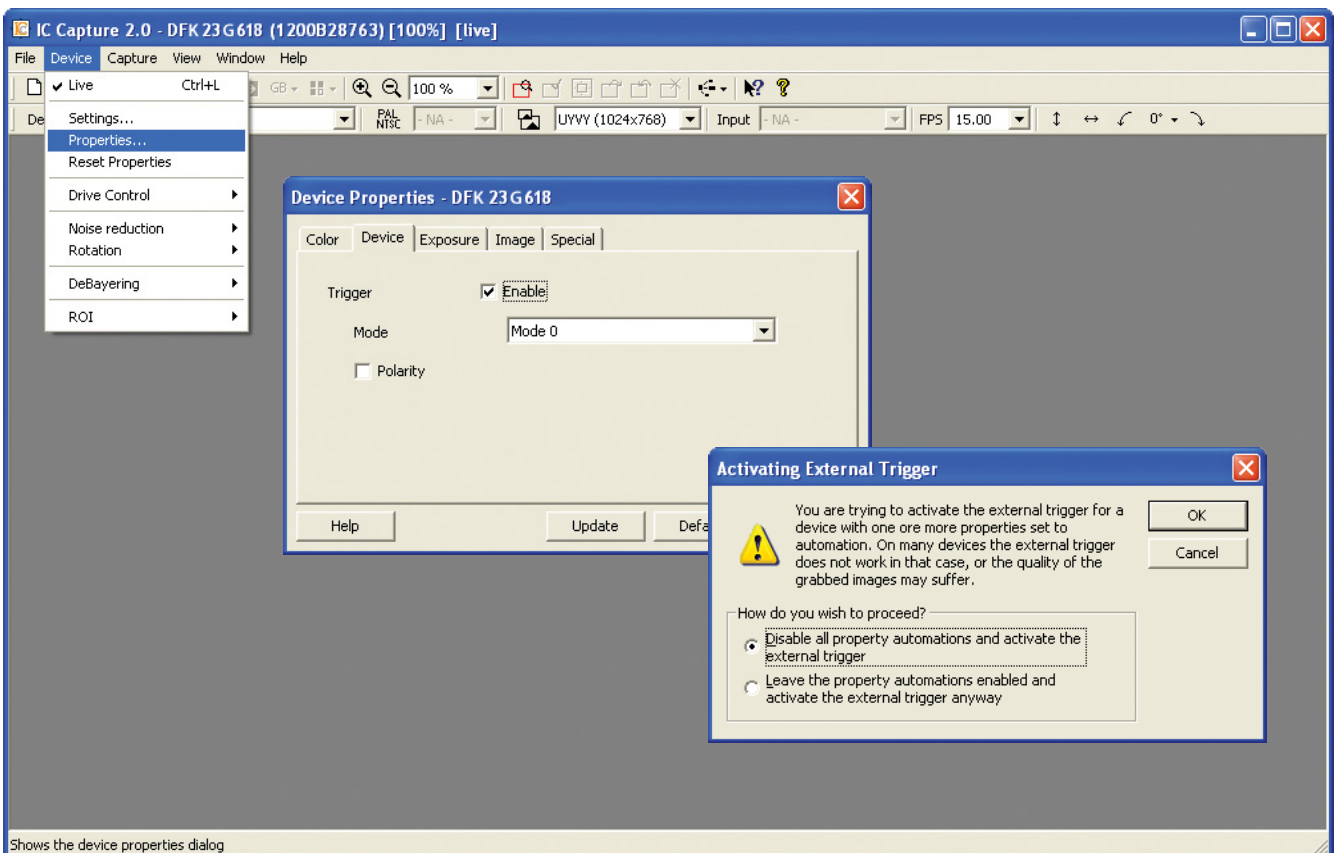 IC Capture 2.0 - DFK 23G618 (1200B28763) [100%] [live]
File Device Capture View Window Help
Live Ctrl+L
Settings...
Properties...
Reset Properties
Drive Control
Noise reduction
Rotation
DeBayering
ROI
GB 100 %
De PAL NTSC - NA - UYVY (1024x768) Input - NA - FPS 15.00 0°
Device Properties - DFK 23G618
Color Device Exposure Image Special
Trigger Enable
Mode Mode 0
Polarity
Help Update Defa
Activating External Trigger
You are trying to activate the external trigger for a
device with one ore more properties set to
automation. On many devices the external trigger
does not work in that case, or the quality of the
grabbed images may suffer.
OK
Cancel
How do you wish to proceed?
Disable all property automations and activate the
external trigger
Leave the property automations enabled and
activate the external trigger anyway
Shows the device properties dialog